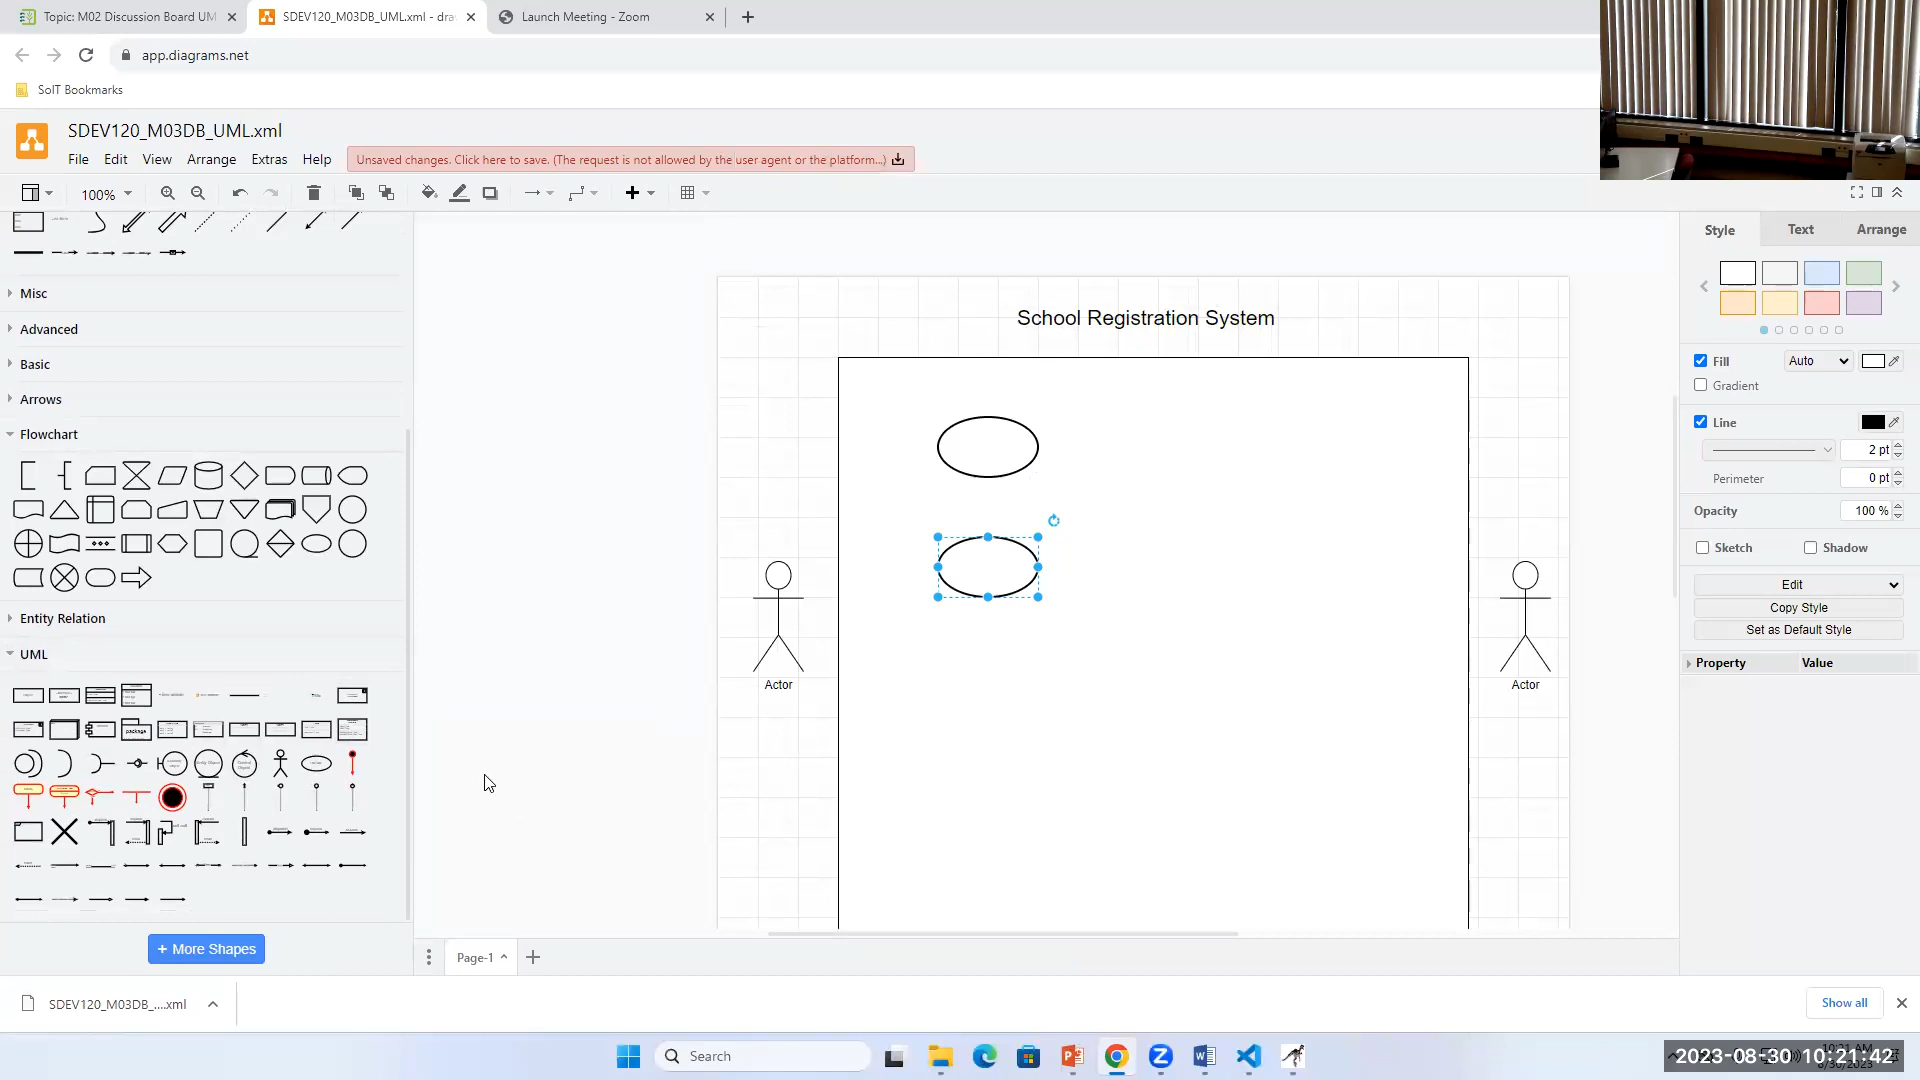 Topic: M02 Discussion Board UM
SDEV120_M03DB_UML.xml - dra
Launch Meeting - Zoom
app.diagrams.net
SoIT Bookmarks
SDEV120_M03DB_UML.xml
File Edit View Arrange Extras Help
Unsaved changes. Click here to save. (The request is not allowed by the user agent or the platform...)
100%
Style Text Arrange
Misc
Advanced
Basic
Arrows
Flowchart
Entity Relation
UML
package
+ More Shapes
School Registration System
Actor
Actor
Fill Auto
Gradient
Line
2 pt
Perimeter 0 pt
Opacity 100 %
Sketch Shadow
Edit
Copy Style
Set as Default Style
Property Value
Page-1
SDEV120_M03DB_....xml
Show all
Search
2023-08-30 10:21:42